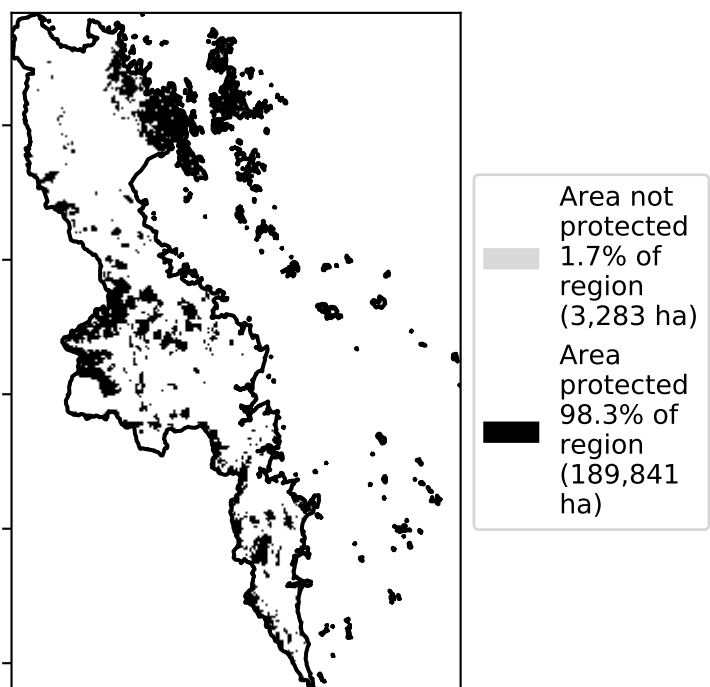 Area not
protected
1.7% of
region
(3,283 ha)
Area
protected
98.3% of
region
(189,841
ha)